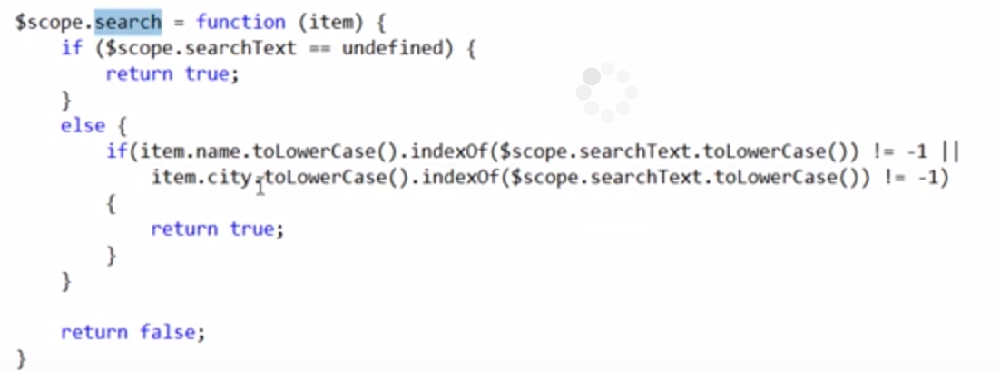 $scope.search = function (item) {
    if ($scope.searchText == undefined) {
        return true;
    }
    else {
        if(item.name.toLowerCase().indexOf($scope.searchText.toLowerCase()) != -1 ||
            item.city.toLowerCase().indexOf($scope.searchText.toLowerCase()) != -1)
        {
            return true;
        }
    }

    return false;
}